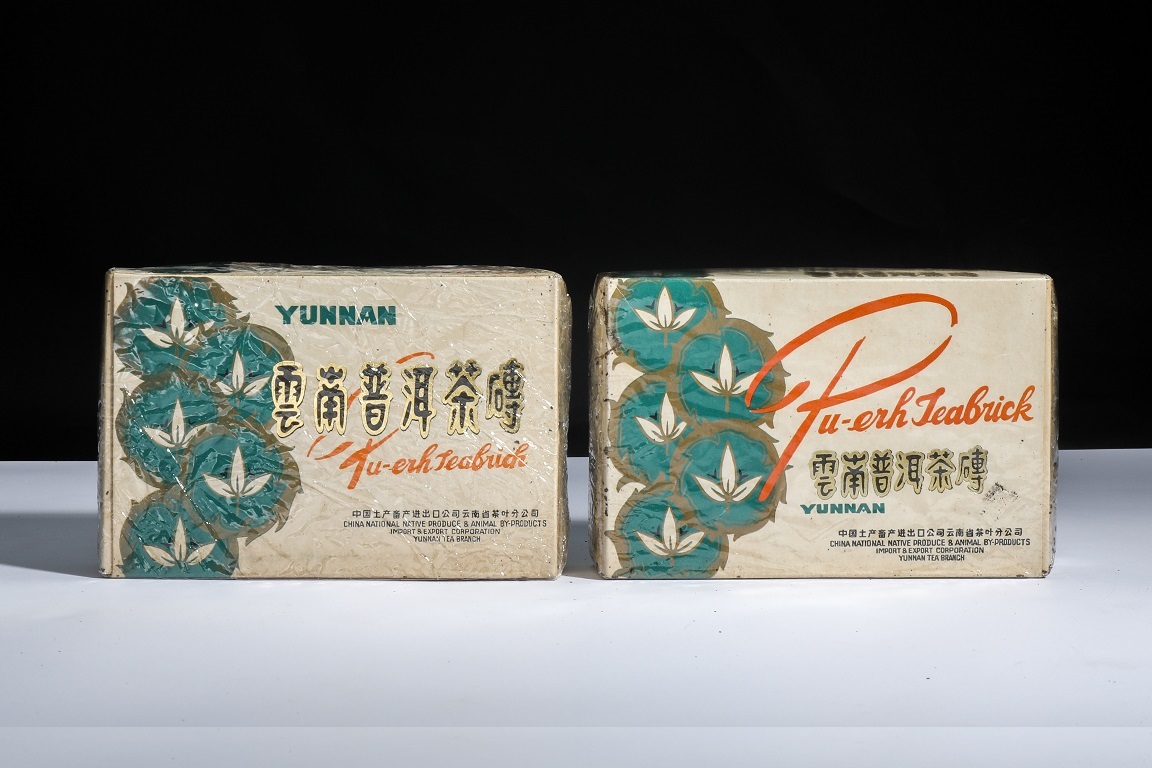 YUNNAN
雲南普洱茶磚
Pu-erh Teabrick
中国土产畜产进出口公司云南省茶叶分公司
CHINA NATIONAL NATIVE PRODUCE & ANIMAL BY-PRODUCTS
IMPORT & EXPORT CORPORATION
YUNNAN TEA BRANCH
Pu-erh Teabrick
雲南普洱茶磚
YUNNAN
中国土产畜产进出口公司云南省茶叶分公司
CHINA NATIONAL NATIVE PRODUCE & ANIMAL BY-PRODUCTS
IMPORT & EXPORT CORPORATION
YUNNAN TEA BRANCH